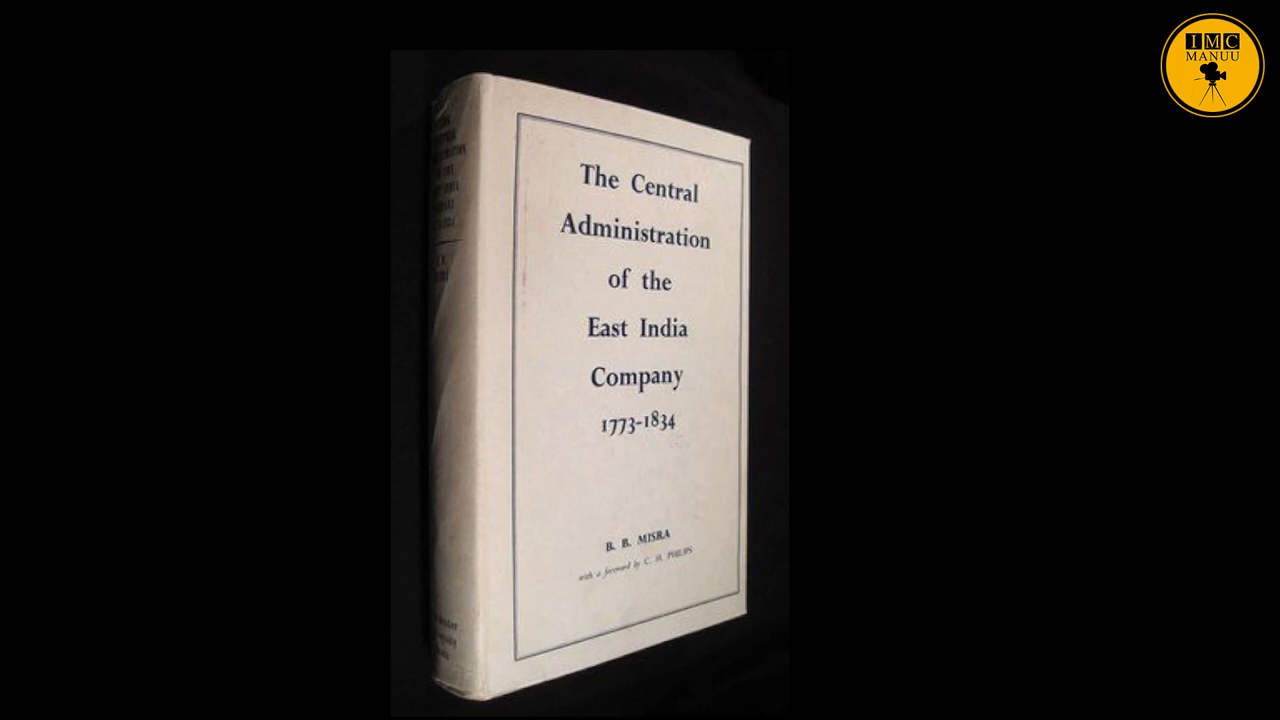 IMC
MANUU
The Central
Administration
of the
East India
Company
1773-1834
B. B. MISRA
with a foreword by C. H. PHILIPS